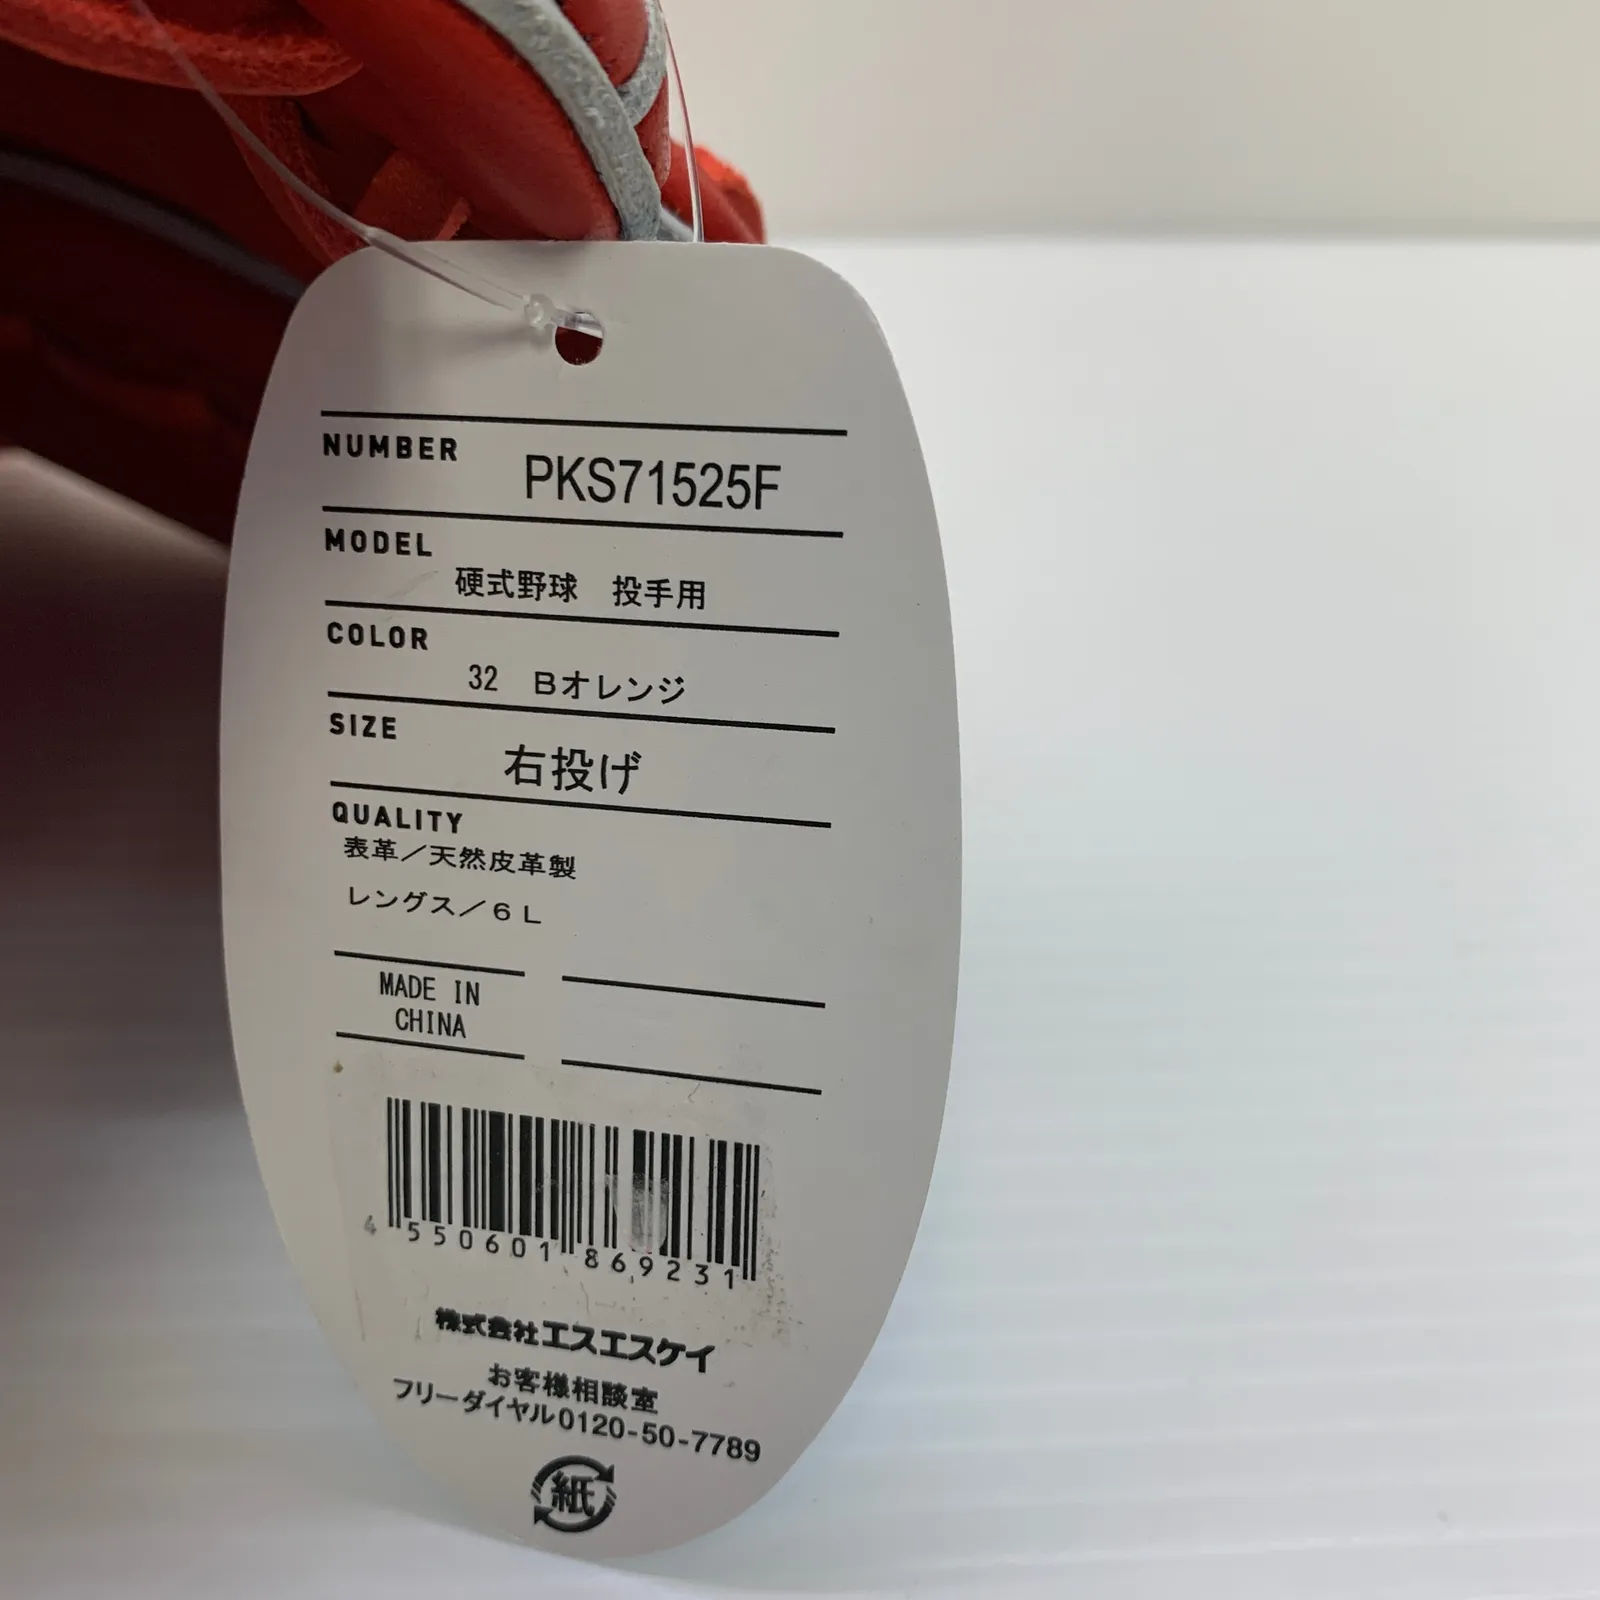 NUMBER
PKS71525F
MODEL
硬式野球　投手用
COLOR
32　Bオレンジ
SIZE
右投げ
QUALITY
表革／天然皮革製
レングス／６Ｌ
MADE IN
CHINA
4 550601 869231
株式会社エスエスケイ
お客様相談室
フリーダイヤル0120-50-7789
紙